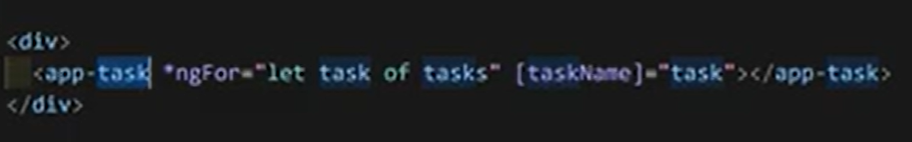 <div>
<app-task *ngFor="let task of tasks" [taskName]="task"></app-task>
</div>